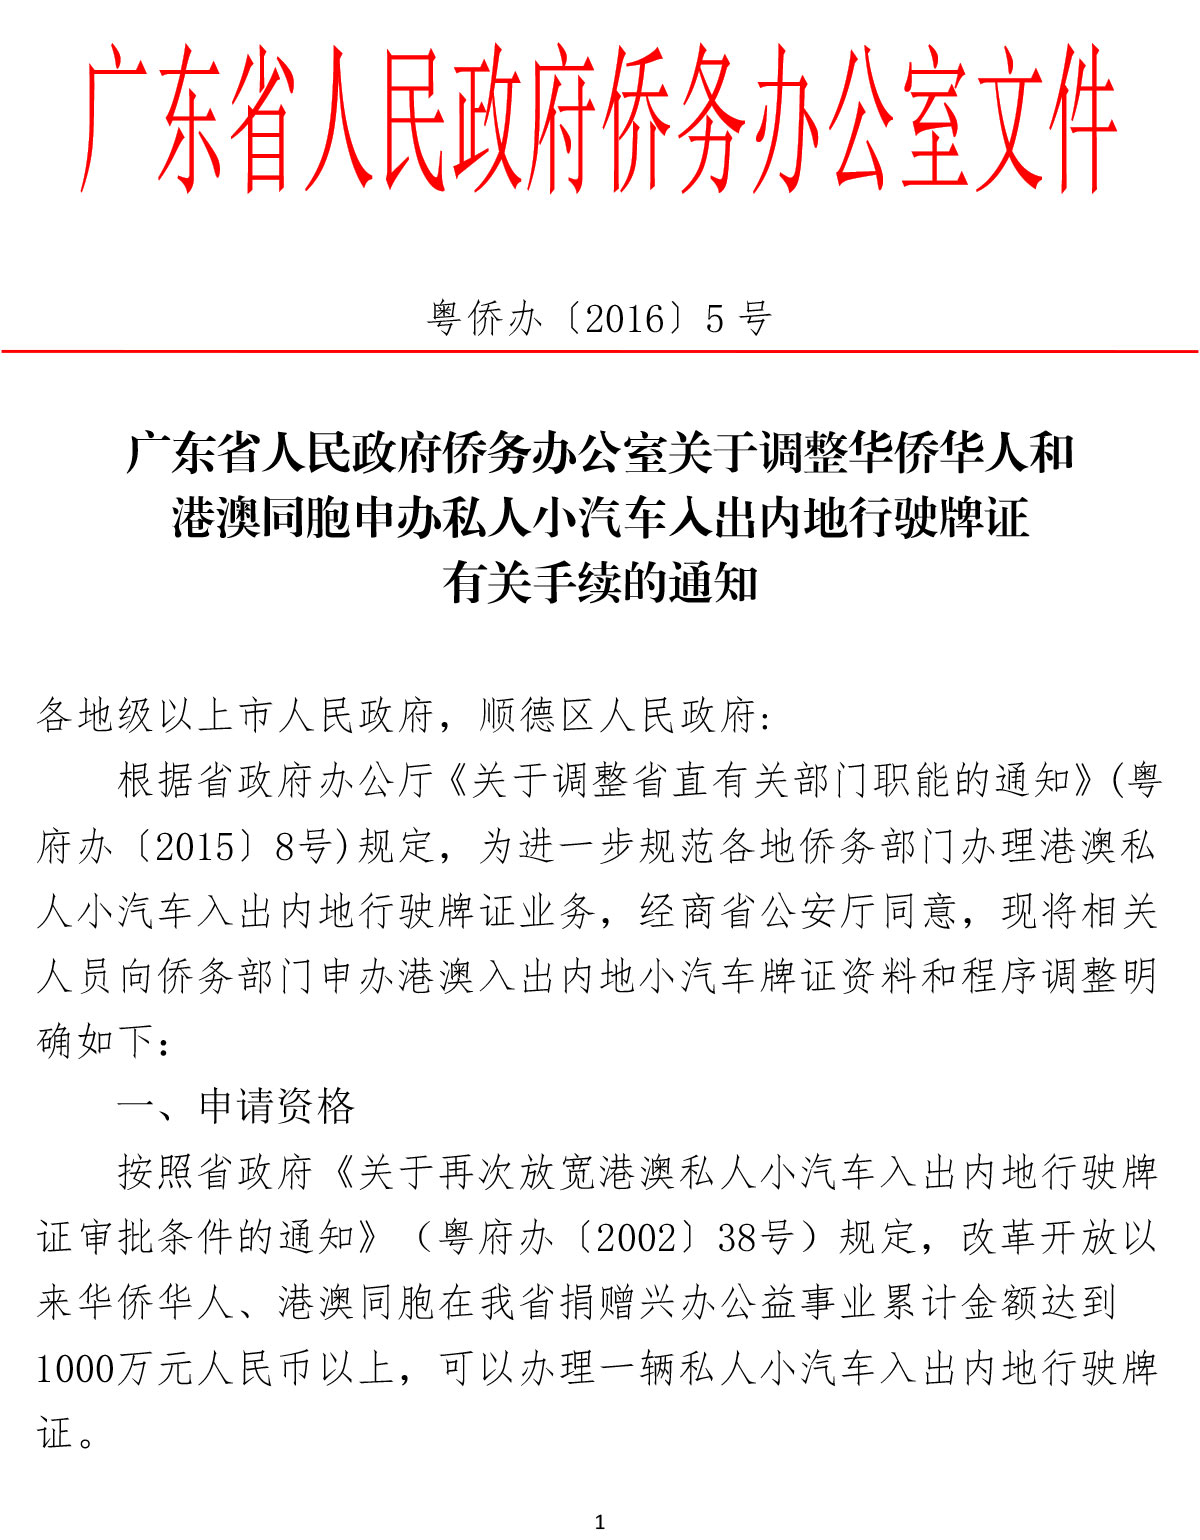 广东省人民政府侨务办公室文件
粤侨办〔2016〕5 号
广东省人民政府侨务办公室关于调整华侨华人和
港澳同胞申办私人小汽车入出内地行驶牌证
有关手续的通知
各地级以上市人民政府，顺德区人民政府:
根据省政府办公厅《关于调整省直有关部门职能的通知》(粤
府办〔2015〕8号)规定，为进一步规范各地侨务部门办理港澳私
人小汽车入出内地行驶牌证业务，经商省公安厅同意，现将相关
人员向侨务部门申办港澳入出内地小汽车牌证资料和程序调整明
确如下：
一、申请资格
按照省政府《关于再次放宽港澳私人小汽车入出内地行驶牌
证审批条件的通知》（粤府办〔2002〕38号）规定，改革开放以
来华侨华人、港澳同胞在我省捐赠兴办公益事业累计金额达到
1000万元人民币以上，可以办理一辆私人小汽车入出内地行驶牌
证。
1